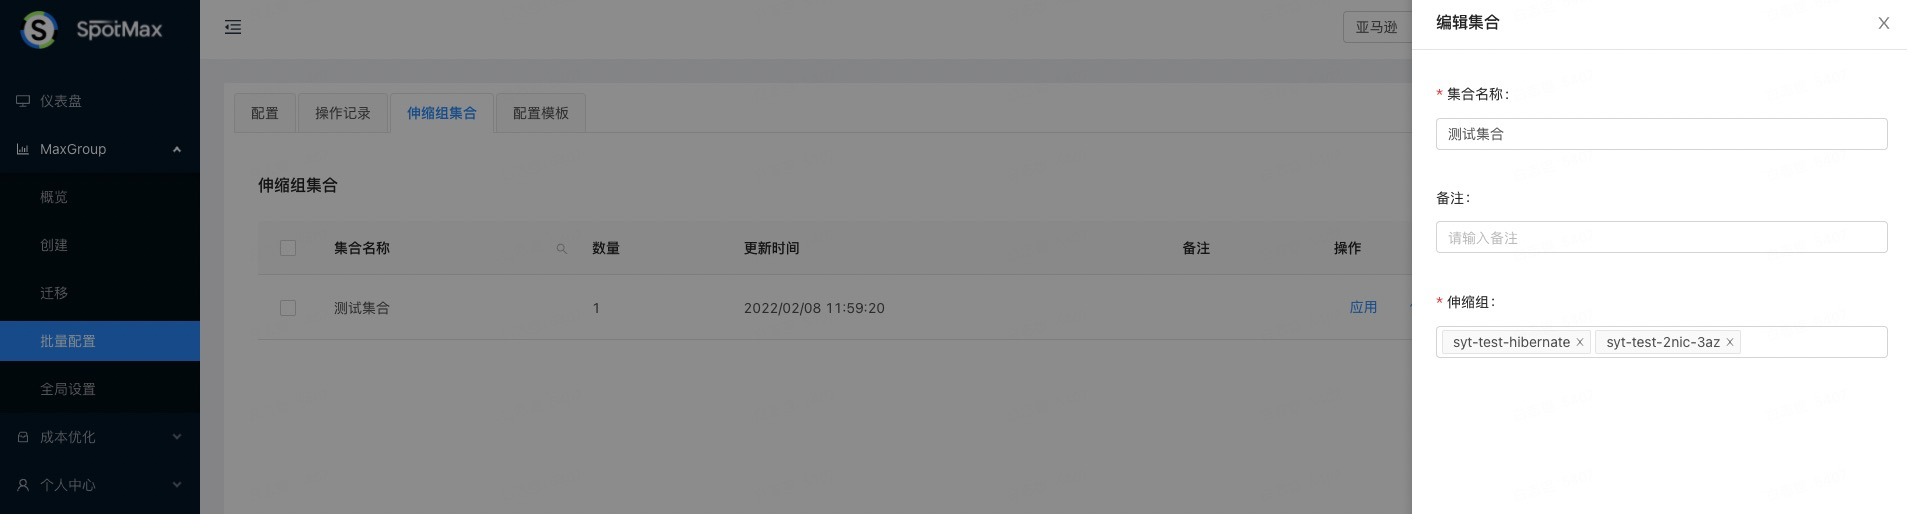 SpotMax
仪表盘
MaxGroup
概览
创建
迁移
批量配置
全局设置
成本优化
个人中心
亚马逊
配置
操作记录
伸缩组集合
配置模板
伸缩组集合
集合名称 数量 更新时间 备注 操作
测试集合 1 2022/02/08 11:59:20 应用
编辑集合
* 集合名称:
测试集合
备注:
请输入备注
* 伸缩组:
syt-test-hibernate syt-test-2nic-3az